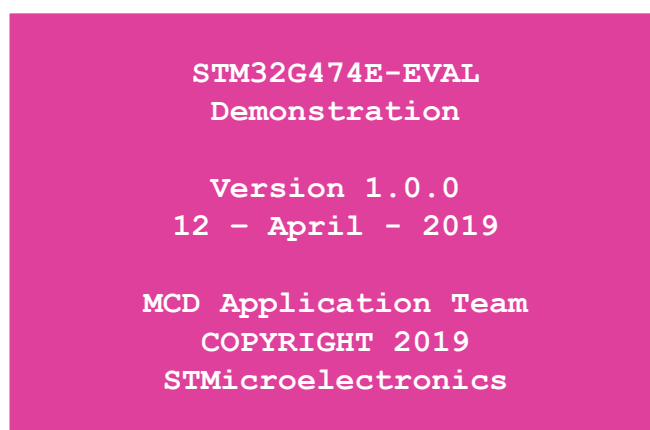 STM32G474E-EVAL
Demonstration
Version 1.0.0
12 – April - 2019
MCD Application Team
COPYRIGHT 2019
STMicroelectronics